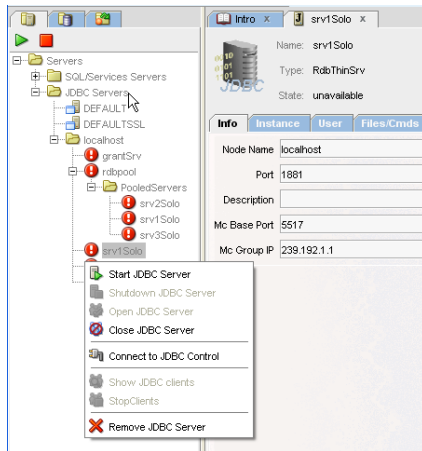 Intro x
srv1Solo x
Servers
SQL/Services Servers
JDBC Servers
DEFAULT
DEFAULTSSL
localhost
grantSrv
rdbpool
PooledServers
srv2Solo
srv1Solo
srv3Solo
srv1Solo
Start JDBC Server
Shutdown JDBC Server
Open JDBC Server
Close JDBC Server
Connect to JDBC Control
Show JDBC clients
StopClients
Remove JDBC Server
JDBC
Name: srv1Solo
Type: RdbThinSrv
State: unavailable
Info Instance User Files/Cmds
Node Name localhost
Port 1881
Description
Mc Base Port 5517
Mc Group IP 239.192.1.1